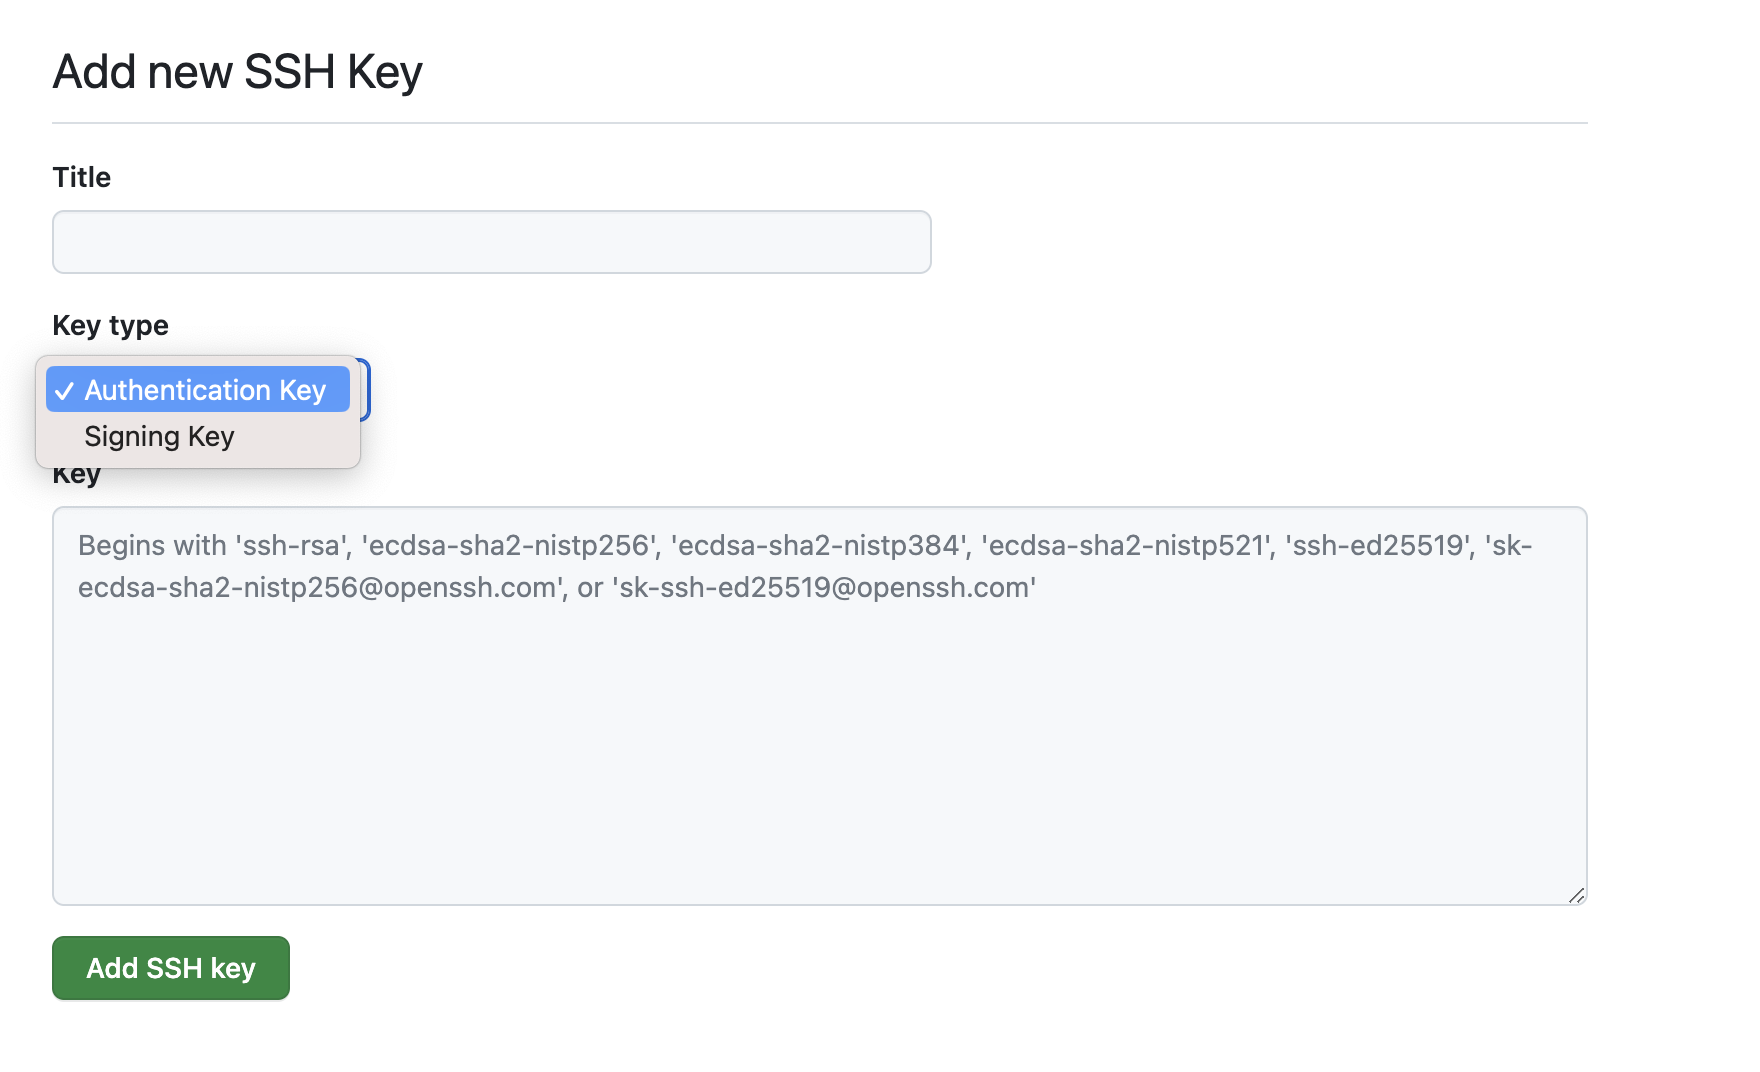 Add new SSH Key
Title
Key type
✓ Authentication Key
Signing Key
Key
Begins with 'ssh-rsa', 'ecdsa-sha2-nistp256', 'ecdsa-sha2-nistp384', 'ecdsa-sha2-nistp521', 'ssh-ed25519', 'sk-
ecdsa-sha2-nistp256@openssh.com', or 'sk-ssh-ed25519@openssh.com'
Add SSH key